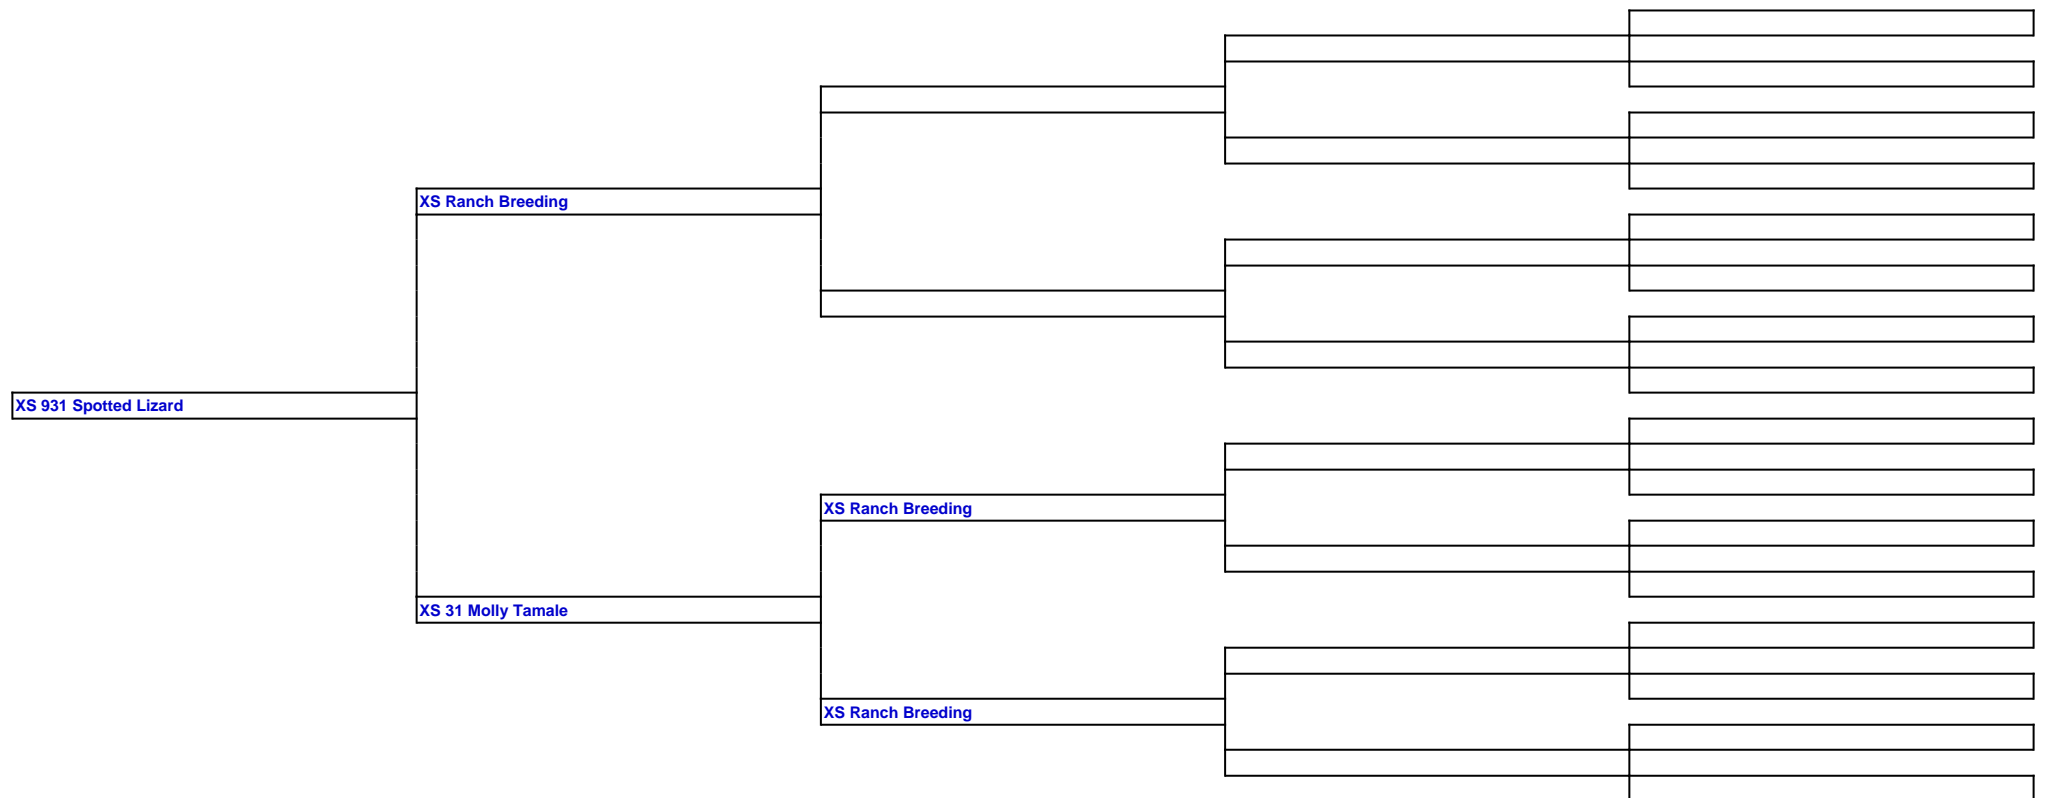 XS Ranch Breeding
XS 931 Spotted Lizard
XS Ranch Breeding
XS 31 Molly Tamale
XS Ranch Breeding